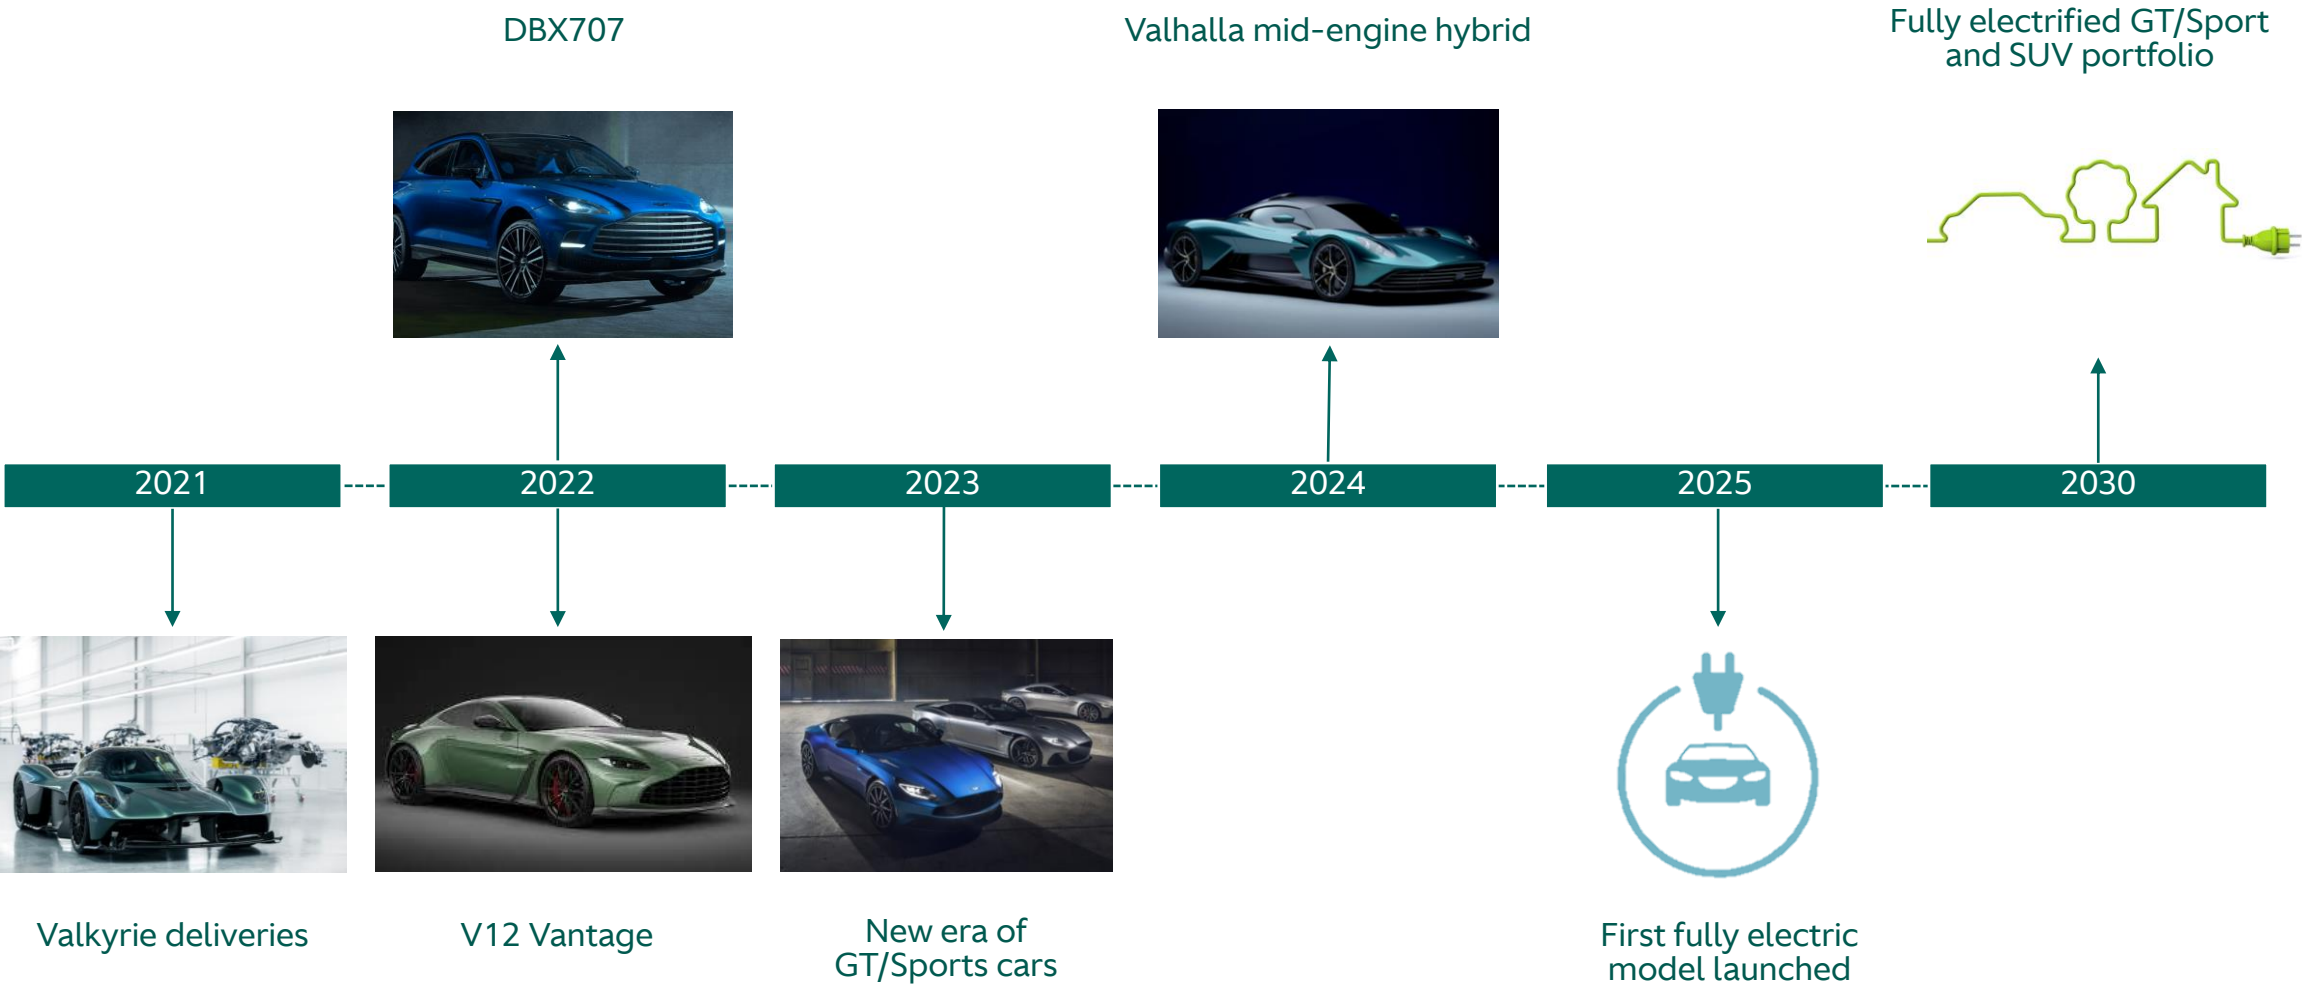 DBX707
Valhalla mid-engine hybrid
Fully electrified GT/Sport
and SUV portfolio
2021
2022
2023
2024
2025
2030
Valkyrie deliveries
V12 Vantage
New era of
GT/Sports cars
First fully electric
model launched